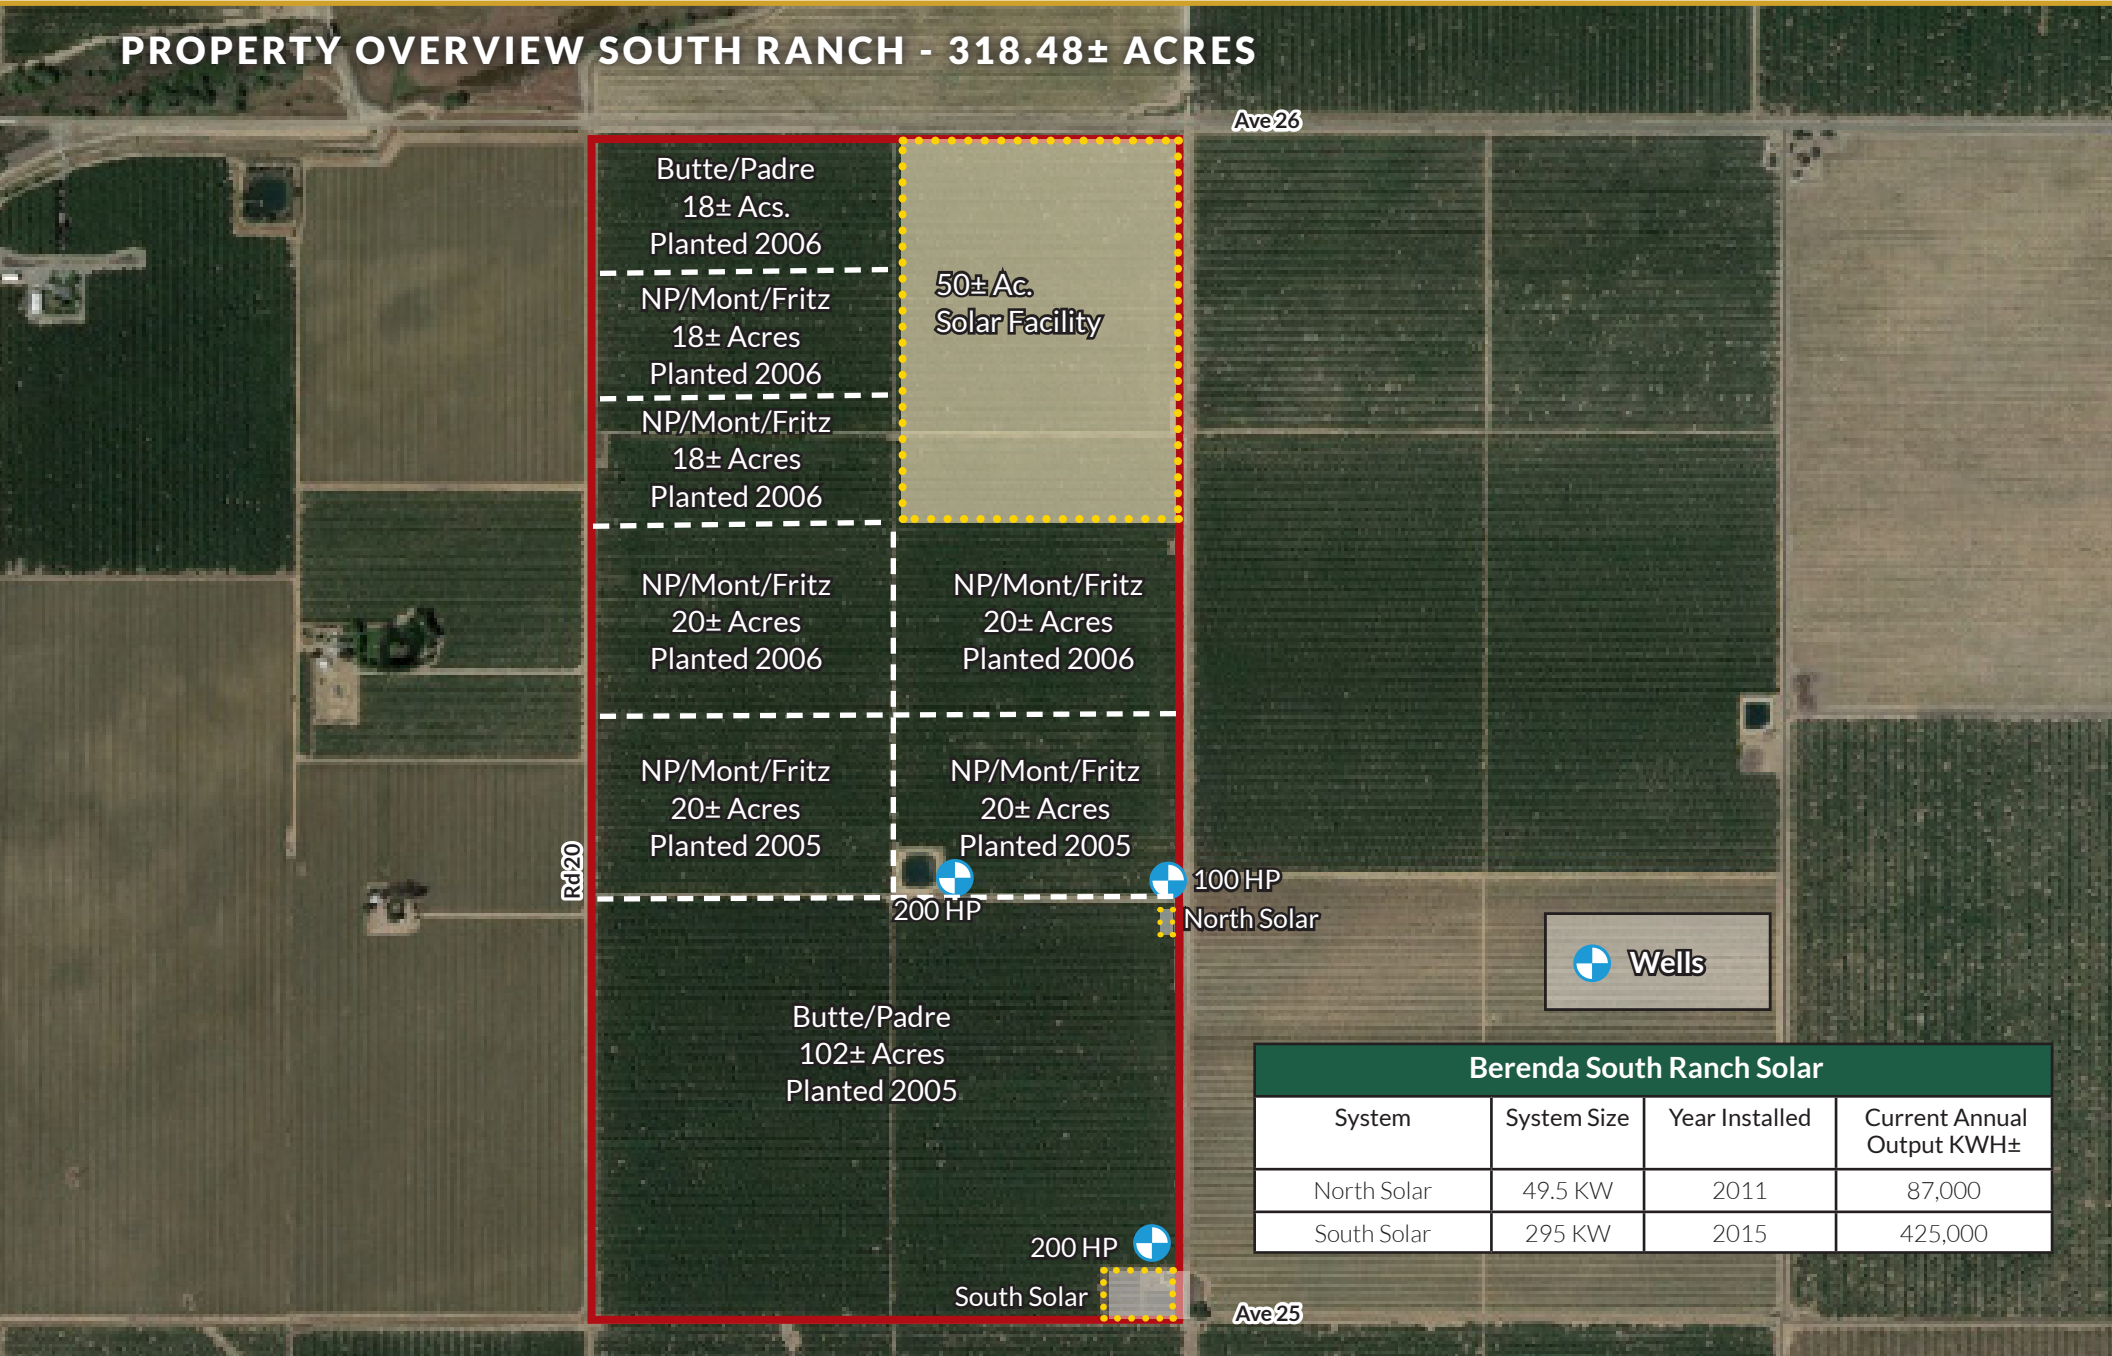 PROPERTY OVERVIEW SOUTH RANCH - 318.48± ACRES
Ave 26
Butte/Padre
18± Acs.
Planted 2006
50± Ac.
Solar Facility
NP/Mont/Fritz
18± Acres
Planted 2006
NP/Mont/Fritz
18± Acres
Planted 2006
NP/Mont/Fritz
20± Acres
Planted 2006
NP/Mont/Fritz
20± Acres
Planted 2006
NP/Mont/Fritz
20± Acres
Planted 2005
NP/Mont/Fritz
20± Acres
Planted 2005
Rd 20
200 HP
100 HP
North Solar
Wells
Butte/Padre
102± Acres
Planted 2005
200 HP
South Solar
Ave 25
Berenda South Ranch Solar
System System Size Year Installed Current Annual
Output KWH±
North Solar 49.5 KW 2011 87,000
South Solar 295 KW 2015 425,000